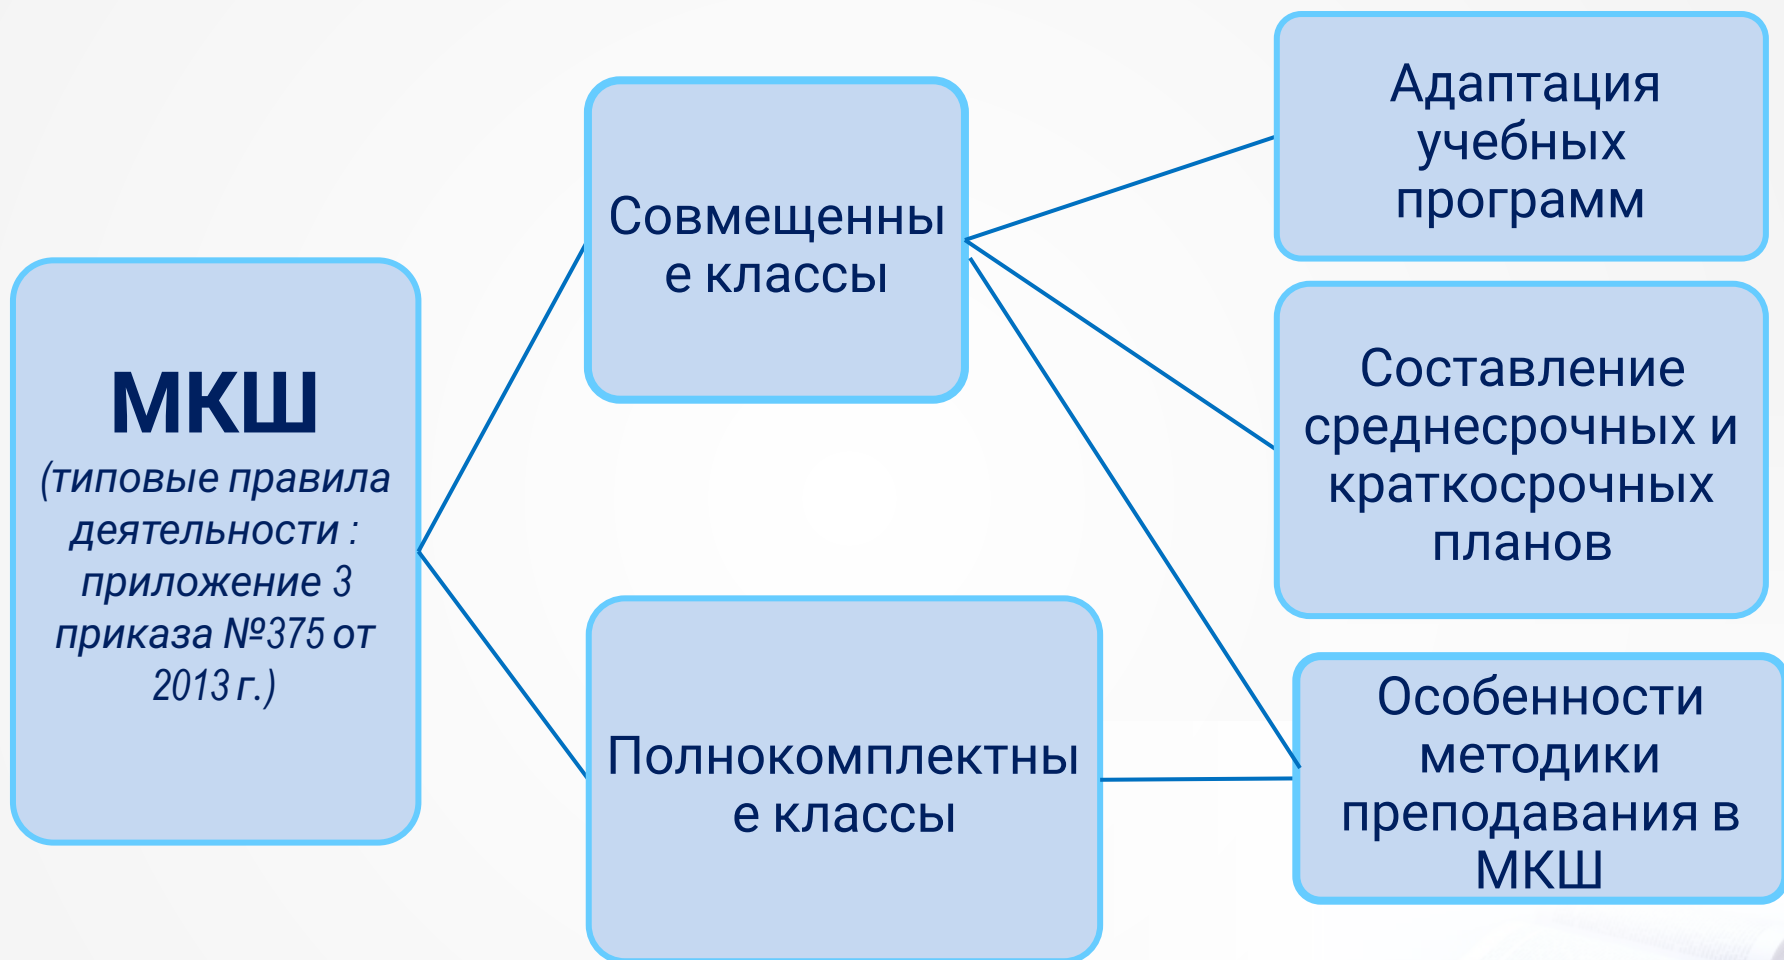 МКШ
(типовые правила
деятельности :
приложение 3
приказа №375 от
2013 г.)
Совмещенны
е классы
Полнокомплектны
е классы
Адаптация
учебных
программ
Составление
среднесрочных и
краткосрочных
планов
Особенности
методики
преподавания в
МКШ